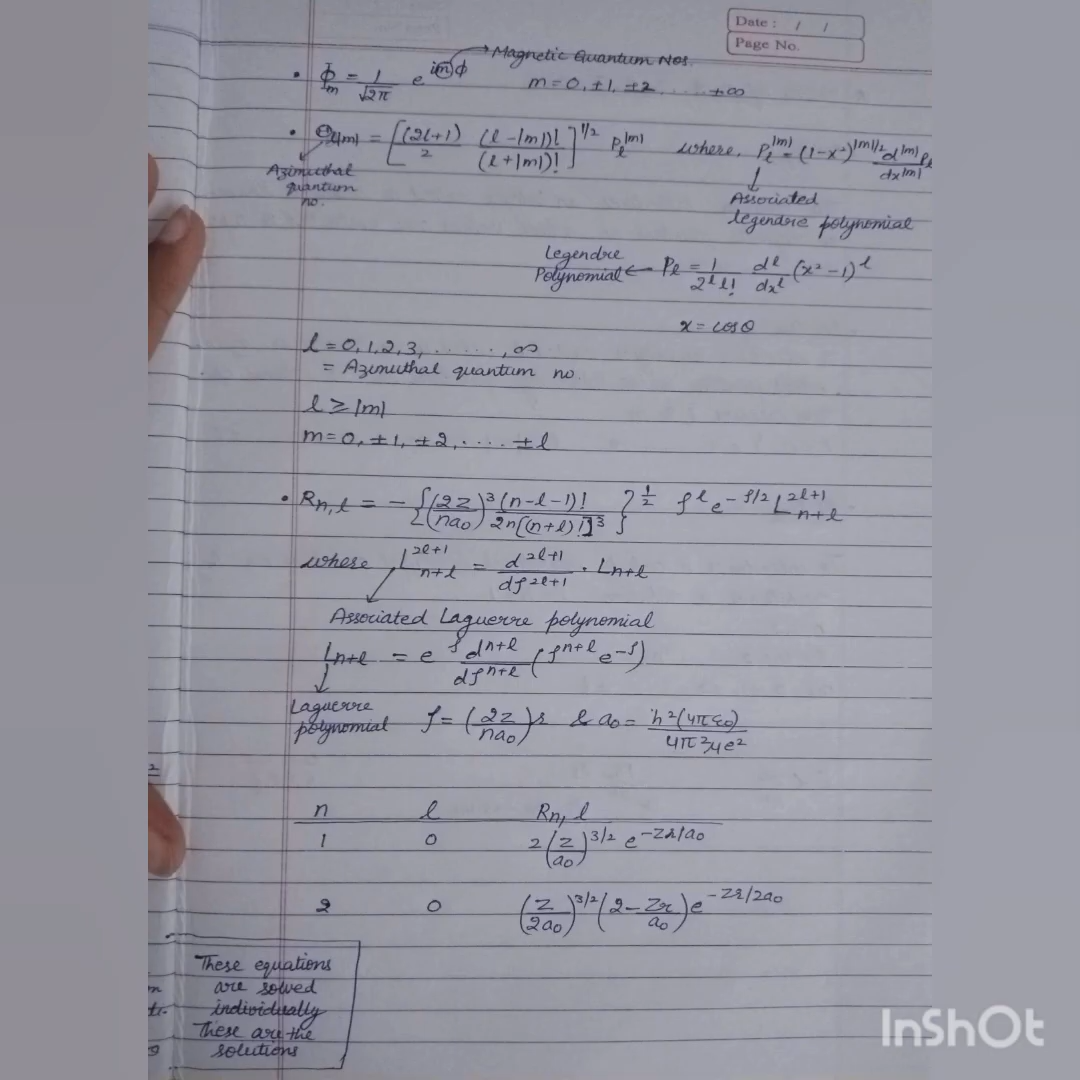 Date : / /
Page No.
Magnetic Quantum Nos.
• Φm = 1/√2π e^imϕ m = 0, ±1, ±2 ..... ±∞
• Θl,|m| = [(2l+1)/2 (l-|m|)!/(l+|m|)!]^1/2 Pl^|m| where, Pl^|m| = (1-x²)^|m|/2 d^|m|/dx^|m| Pl
Azimuthal
quantum
no.
Associated
legendre polynomial
Legendre
Polynomial ← Pl = 1/2^l l! d^l/dx^l (x²-1)^l
x = cosθ
l = 0, 1, 2, 3, ......, ∞
= Azimuthal quantum no.
l ≥ |m|
m = 0, ±1, ±2, .... ±l
• Rn,l = - {(2z/na₀)³ (n-l-1)!/2n[(n+l)!]³}^1/2 ρ^l e^-ρ/2 L^2l+1 n+l
where L^2l+1 n+l = d^2l+1/dρ^2l+1 . Ln+l
Associated Laguerre polynomial
Ln+l = e^ρ d^n+l/dρ^n+l (ρ^n+l e^-ρ)
Laguerre
polynomial ρ = (2z/na₀)r & a₀ = h²(4πε₀)/4π²μe²
n l Rn, l
1 0 2(Z/a₀)^3/2 e^-Zr/a₀
2 0 (Z/2a₀)^3/2 (2-Zr/a₀) e^-Zr/2a₀
These equations
are solved
individually
These are the
solutions
InShOt